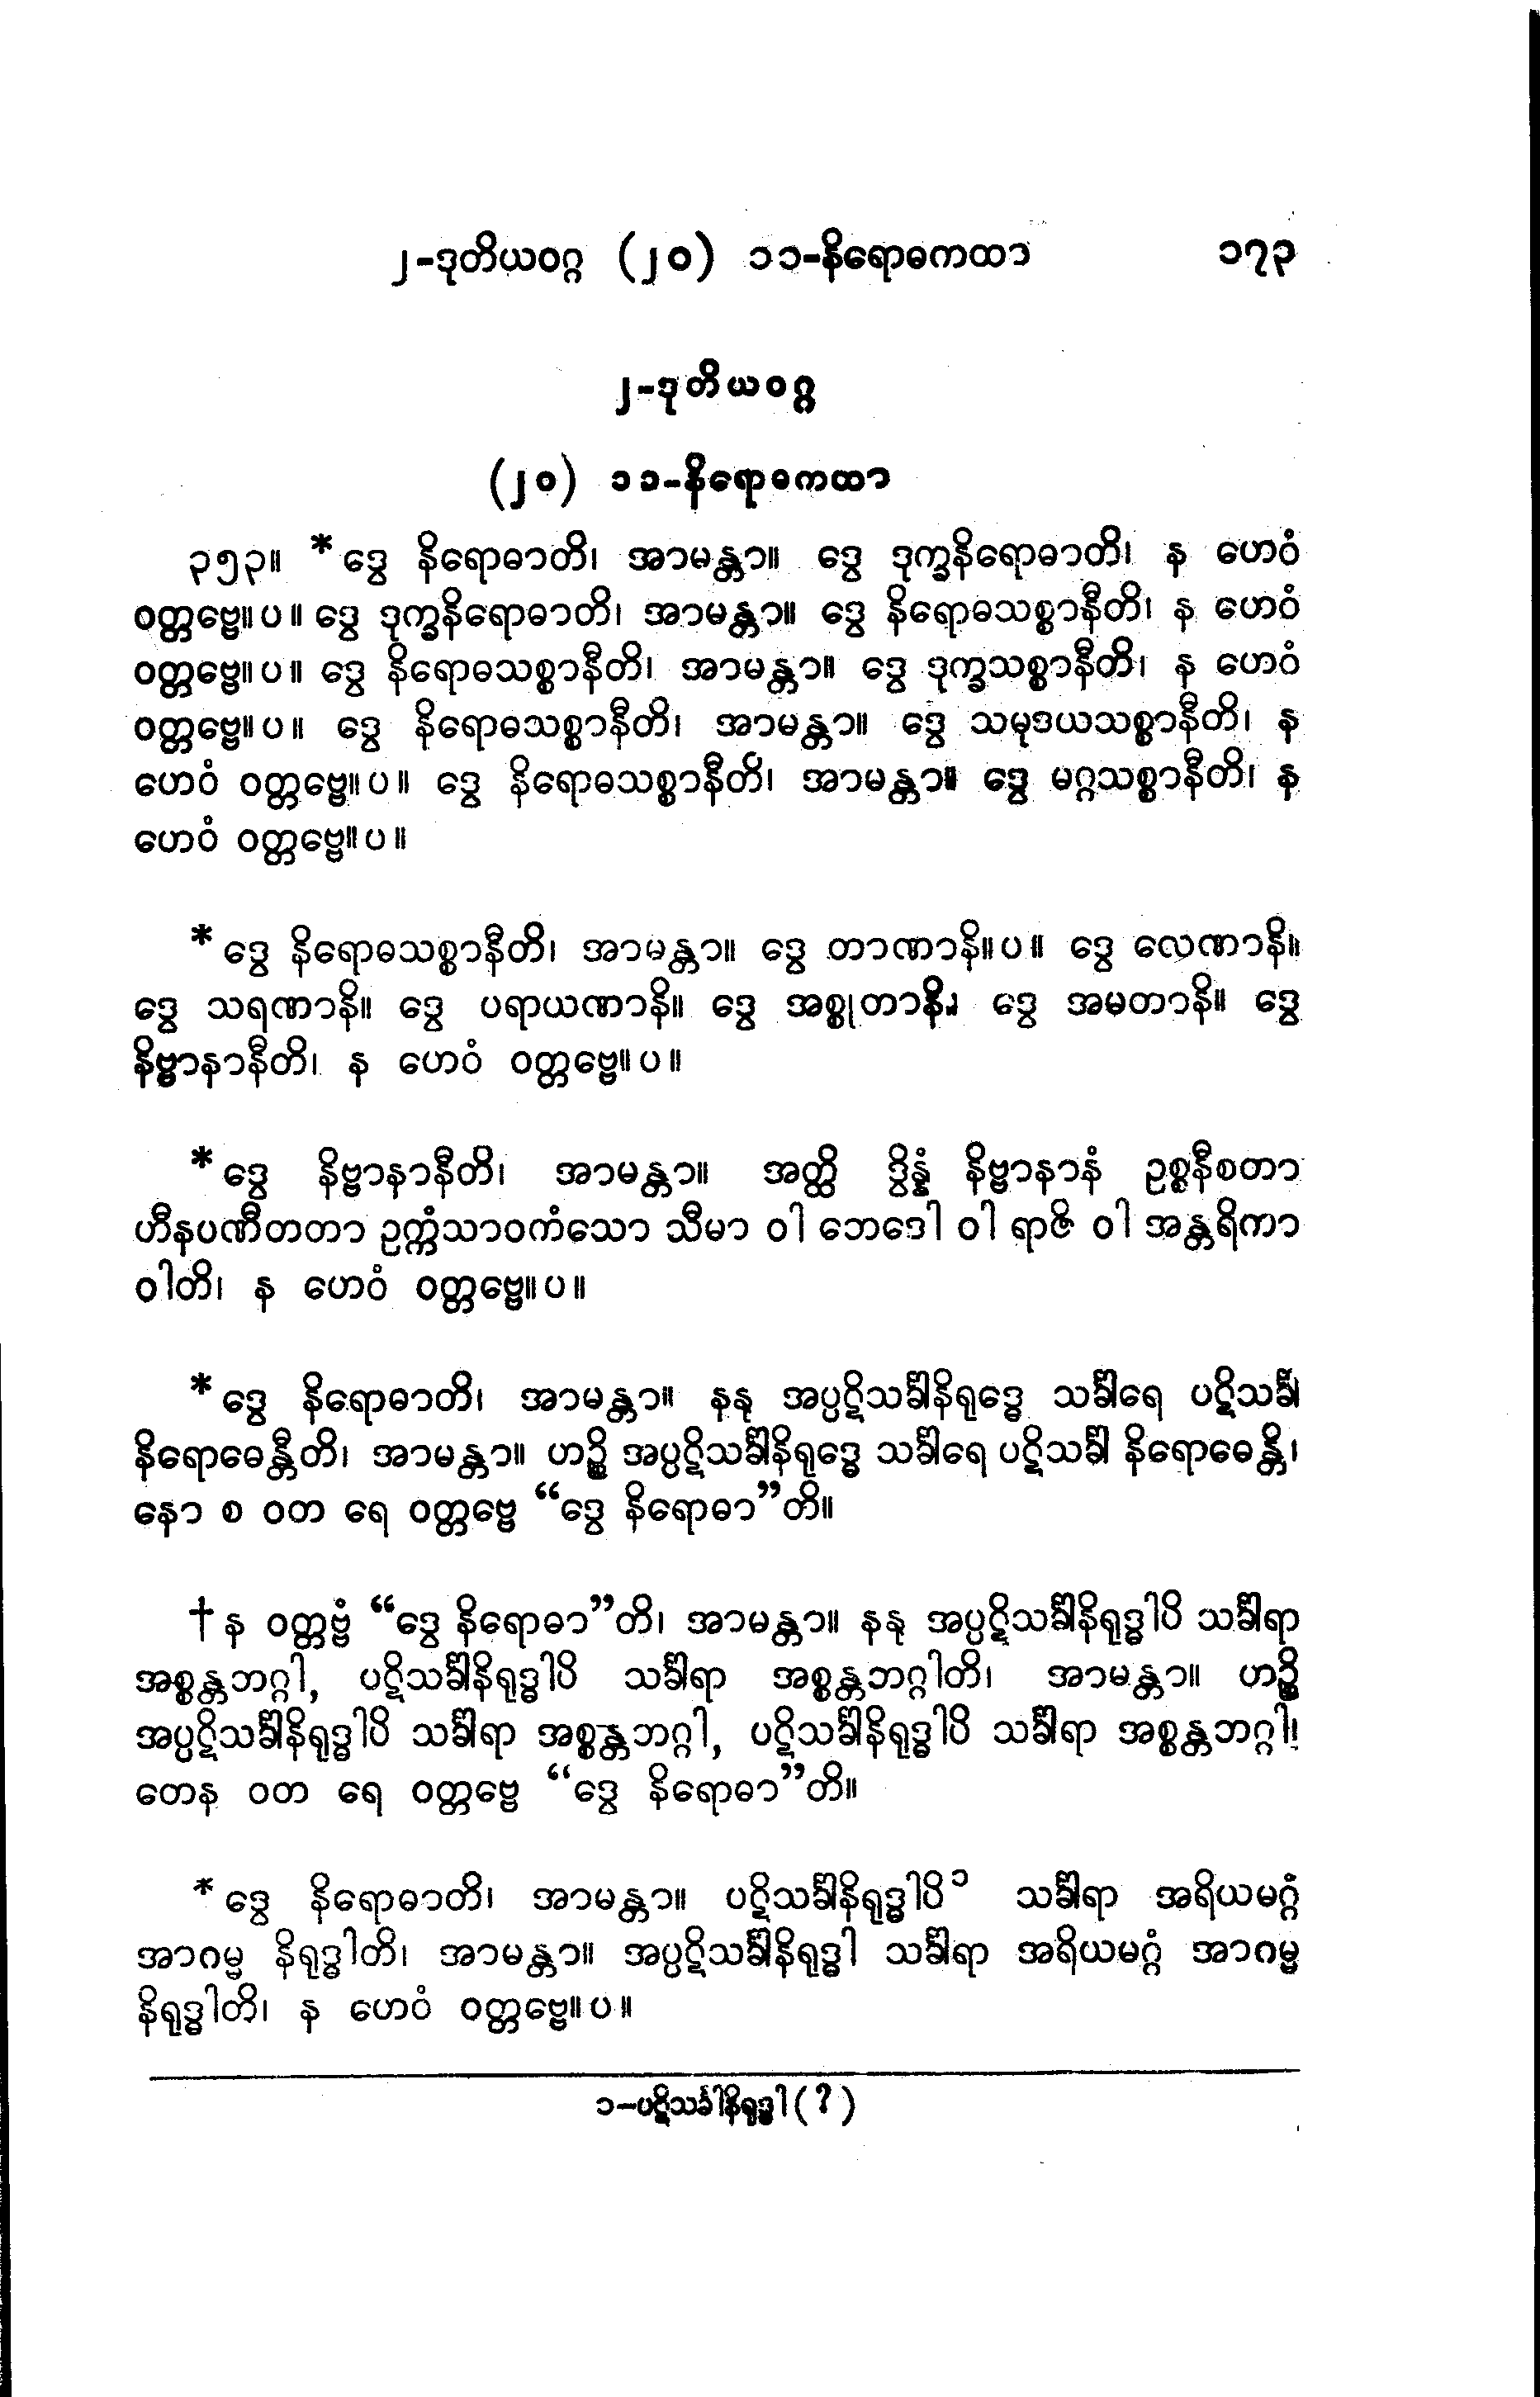 ၂-ဒုတိယဝဂ္ဂ (၂၀) ၁၁-နိရောဓကထာ ၁၇၃
၂-ဒုတိယဝဂ္ဂ
(၂၀) ၁၁-နိရောဓကထာ
၃၅၃။ *ဒွေ နိရောဓာတိ၊ အာမန္တာ။ ဒွေ ဒုက္ခနိရောဓာတိ၊ န ဟေဝံ
ဝတ္တဗ္ဗေ။ပ။ ဒွေ ဒုက္ခနိရောဓာတိ၊ အာမန္တာ။ ဒွေ နိရောဓသစ္စာနီတိ၊ န ဟေဝံ
ဝတ္တဗ္ဗေ။ပ။ ဒွေ နိရောဓသစ္စာနီတိ၊ အာမန္တာ။ ဒွေ ဒုက္ခသစ္စာနီတိ၊ န ဟေဝံ
ဝတ္တဗ္ဗေ။ပ။ ဒွေ နိရောဓသစ္စာနီတိ၊ အာမန္တာ။ ဒွေ သမုဒယသစ္စာနီတိ၊ န
ဟေဝံ ဝတ္တဗ္ဗေ။ပ။ ဒွေ နိရောဓသစ္စာနီတိ၊ အာမန္တာ။ ဒွေ မဂ္ဂသစ္စာနီတိ၊ န
ဟေဝံ ဝတ္တဗ္ဗေ။ပ။
*ဒွေ နိရောဓသစ္စာနီတိ၊ အာမန္တာ။ ဒွေ တာဏာနိ။ပ။ ဒွေ လေဏာနိ။
ဒွေ သရဏာနိ။ ဒွေ ပရာယဏာနိ။ ဒွေ အစ္စုတာနိ။ ဒွေ အမတာနိ။ ဒွေ
နိဗ္ဗာနာနီတိ၊ န ဟေဝံ ဝတ္တဗ္ဗေ။ပ။
*ဒွေ နိဗ္ဗာနာနီတိ၊ အာမန္တာ။ အတ္ထိ ဒွိန္နံ နိဗ္ဗာနာနံ ဥစ္စနီစတာ
ဟီနပဏီတတာ ဥက္ကံသာဝကံသော သီမာ ဝါ ဘေဒေါ ဝါ ရာဇိ ဝါ အန္တရိကာ
ဝါတိ၊ န ဟေဝံ ဝတ္တဗ္ဗေ။ပ။
*ဒွေ နိရောဓာတိ၊ အာမန္တာ။ နနု အပ္ပဋိသင်္ခါနိရုဒ္ဓေ သင်္ခါရေ ပဋိသင်္ခါ
နိရောဓေန္တီတိ၊ အာမန္တာ။ ဟဉ္စိ အပ္ပဋိသင်္ခါနိရုဒ္ဓေ သင်္ခါရေ ပဋိသင်္ခါ နိရောဓေန္တိ၊
နော စ ဝတ ရေ ဝတ္တဗ္ဗေ “ဒွေ နိရောဓာ”တိ။
†န ဝတ္တဗ္ဗံ “ဒွေ နိရောဓာ”တိ၊ အာမန္တာ။ နနု အပ္ပဋိသင်္ခါနိရုဒ္ဓါပိ သင်္ခါရာ
အစ္စန္တဘဂ္ဂါ, ပဋိသင်္ခါနိရုဒ္ဓါပိ သင်္ခါရာ အစ္စန္တဘဂ္ဂါတိ၊ အာမန္တာ။ ဟဉ္စိ
အပ္ပဋိသင်္ခါနိရုဒ္ဓါပိ သင်္ခါရာ အစ္စန္တဘဂ္ဂါ, ပဋိသင်္ခါနိရုဒ္ဓါပိ သင်္ခါရာ အစ္စန္တဘဂ္ဂါ၊
တေန ဝတ ရေ ဝတ္တဗ္ဗေ “ဒွေ နိရောဓာ”တိ။
*ဒွေ နိရောဓာတိ၊ အာမန္တာ။ ပဋိသင်္ခါနိရုဒ္ဓါပိ၁ သင်္ခါရာ အရိယမဂ္ဂံ
အာဂမ္မ နိရုဒ္ဓါတိ၊ အာမန္တာ။ အပ္ပဋိသင်္ခါနိရုဒ္ဓါ သင်္ခါရာ အရိယမဂ္ဂံ အာဂမ္မ
နိရုဒ္ဓါတိ၊ န ဟေဝံ ဝတ္တဗ္ဗေ။ပ။
၁-ပဋိသင်္ခါနိရုဒ္ဓါ(?)